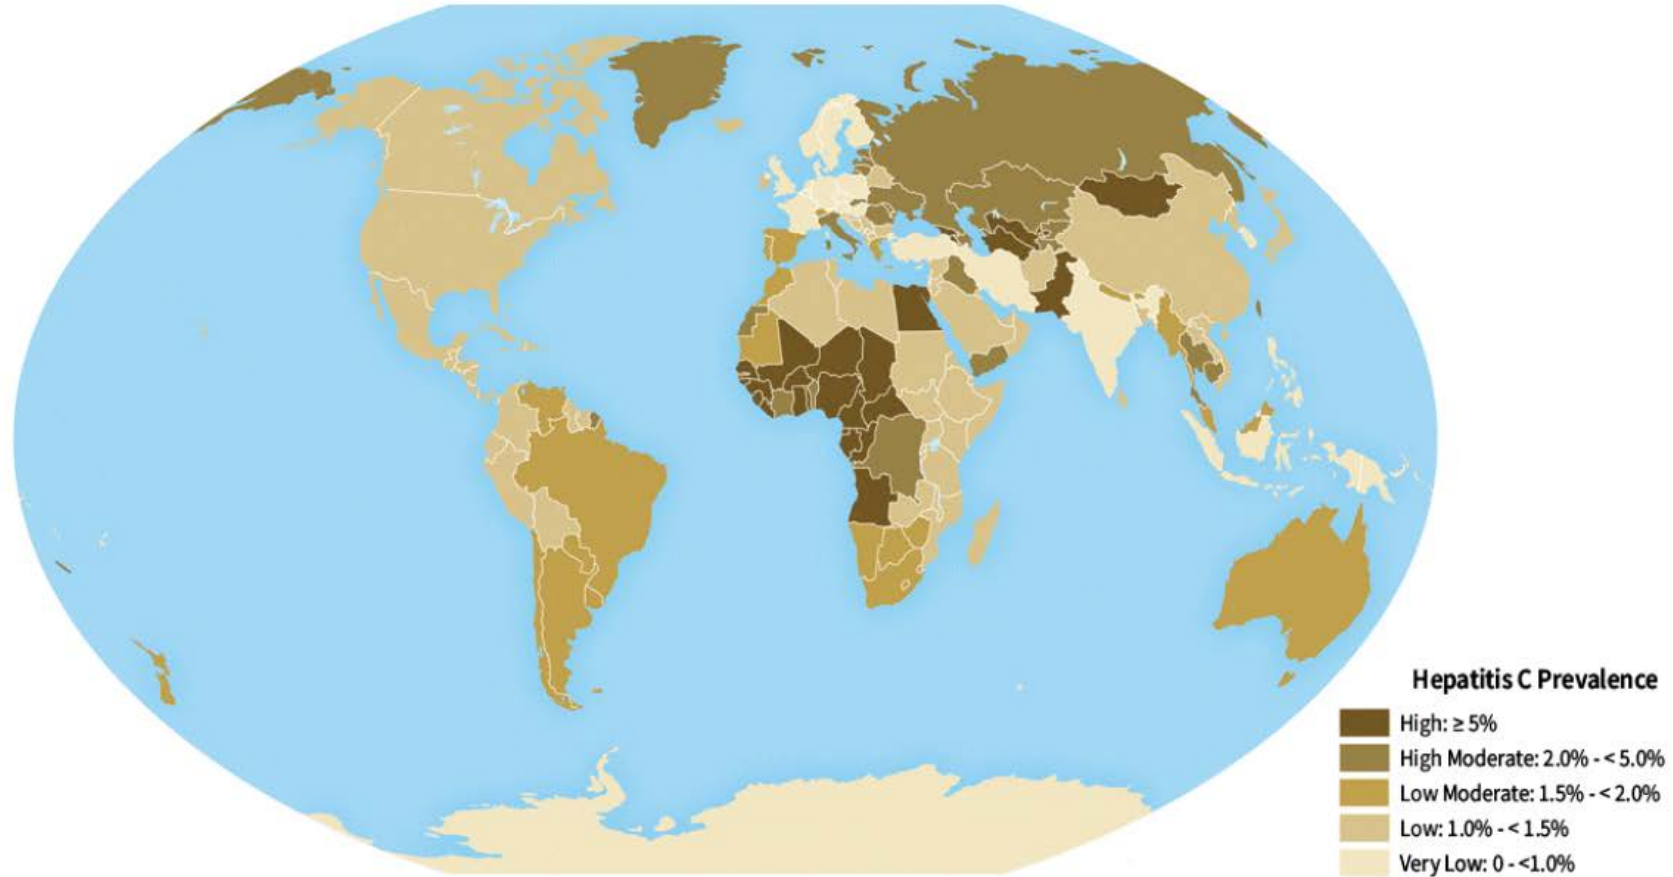 Hepatitis C Prevalence
High: ≥ 5%
High Moderate: 2.0% - < 5.0%
Low Moderate: 1.5% - < 2.0%
Low: 1.0% - < 1.5%
Very Low: 0 - <1.0%